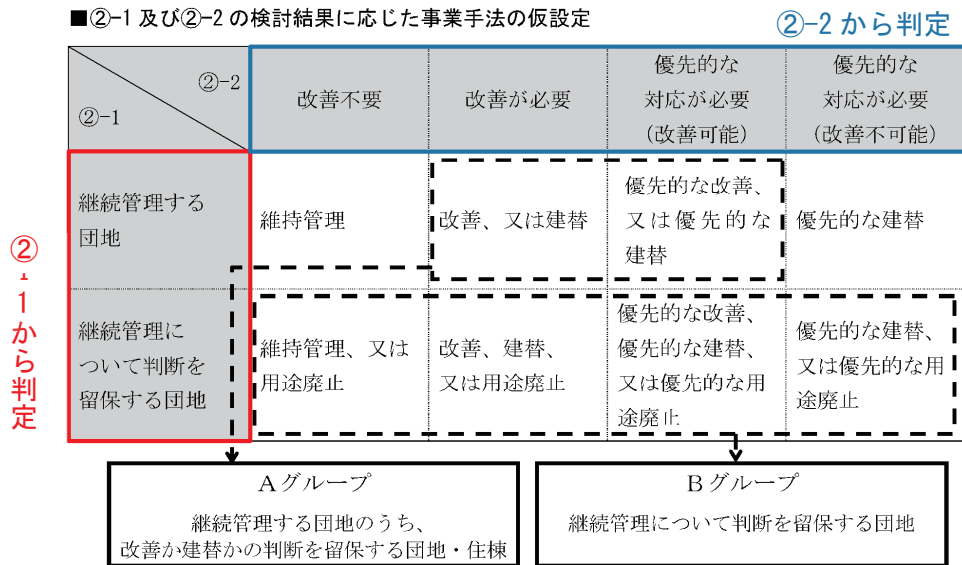 ■②-1 及び②-2 の検討結果に応じた事業手法の仮設定
②-2 から判定
②-2
②-1
改善不要
改善が必要
優先的な
対応が必要
(改善可能)
優先的な
対応が必要
(改善不可能)
②-1から判定
継続管理する
団地
維持管理
改善、又は建替
優先的な改善、
又は優先的な
建替
優先的な建替
継続管理に
ついて判断を
留保する団地
維持管理、又は
用途廃止
改善、建替、
又は用途廃止
優先的な改善、
優先的な建替、
又は優先的な用
途廃止
優先的な建替、
又は優先的な用
途廃止
Aグループ
継続管理する団地のうち、
改善か建替かの判断を留保する団地・住棟
Bグループ
継続管理について判断を留保する団地